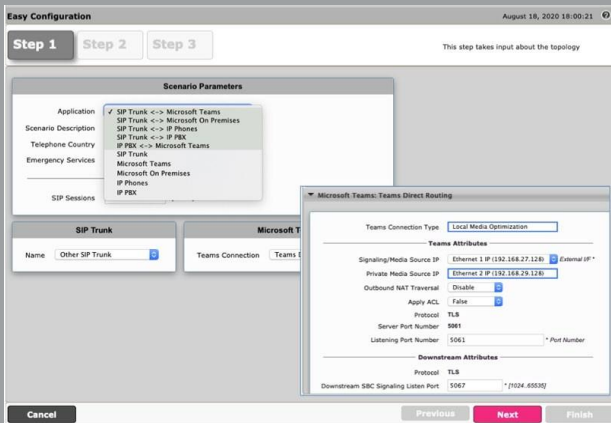 Easy Configuration
August 18, 2020 18:00:21
Step 1
Step 2
Step 3
This step takes input about the topology
Scenario Parameters
Application
✓ SIP Trunk <-> Microsoft Teams
SIP Trunk <-> Microsoft On Premises
SIP Trunk <-> IP Phones
SIP Trunk <-> IP PBX
IP PBX <-> Microsoft Teams
SIP Trunk
Microsoft Teams
Microsoft On Premises
IP Phones
IP PBX
Scenario Description
Telephone Country
Emergency Services
SIP Sessions
SIP Trunk
Name Other SIP Trunk
Microsoft T
Teams Connection Teams
Microsoft Teams: Teams Direct Routing
Teams Connection Type Local Media Optimization
Teams Attributes
Signaling/Media Source IP Ethernet 1 IP (192.168.27.128) External I/F *
Private Media Source IP Ethernet 2 IP (192.168.29.128)
Outbound NAT Traversal Disable
Apply ACL False
Protocol TLS
Server Port Number 5061
Listening Port Number 5061 * Port Number
Downstream Attributes
Protocol TLS
Downstream SBC Signaling Listen Port 5067 * [1024..65535]
Cancel
Previous
Next
Finish